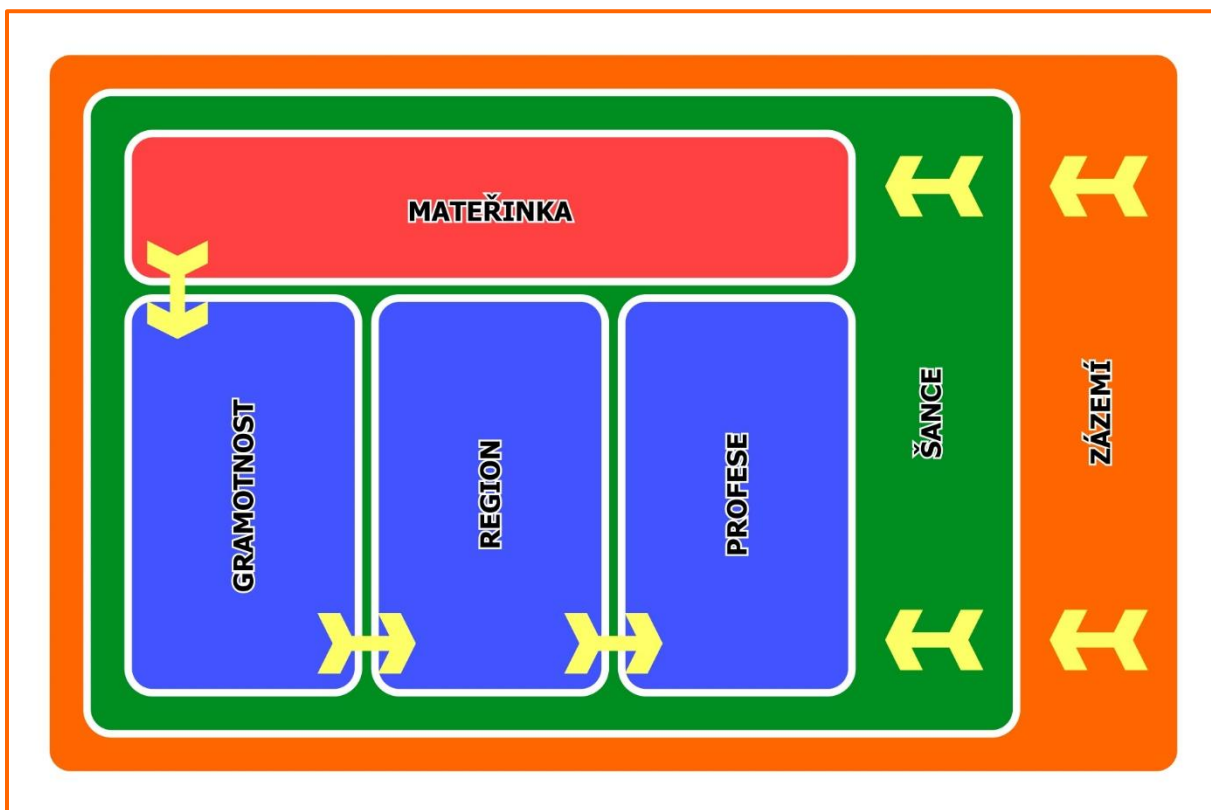 MATEŘINKA
GRAMOTNOST
REGION
PROFESE
ŠANCE
ZÁZEMÍ